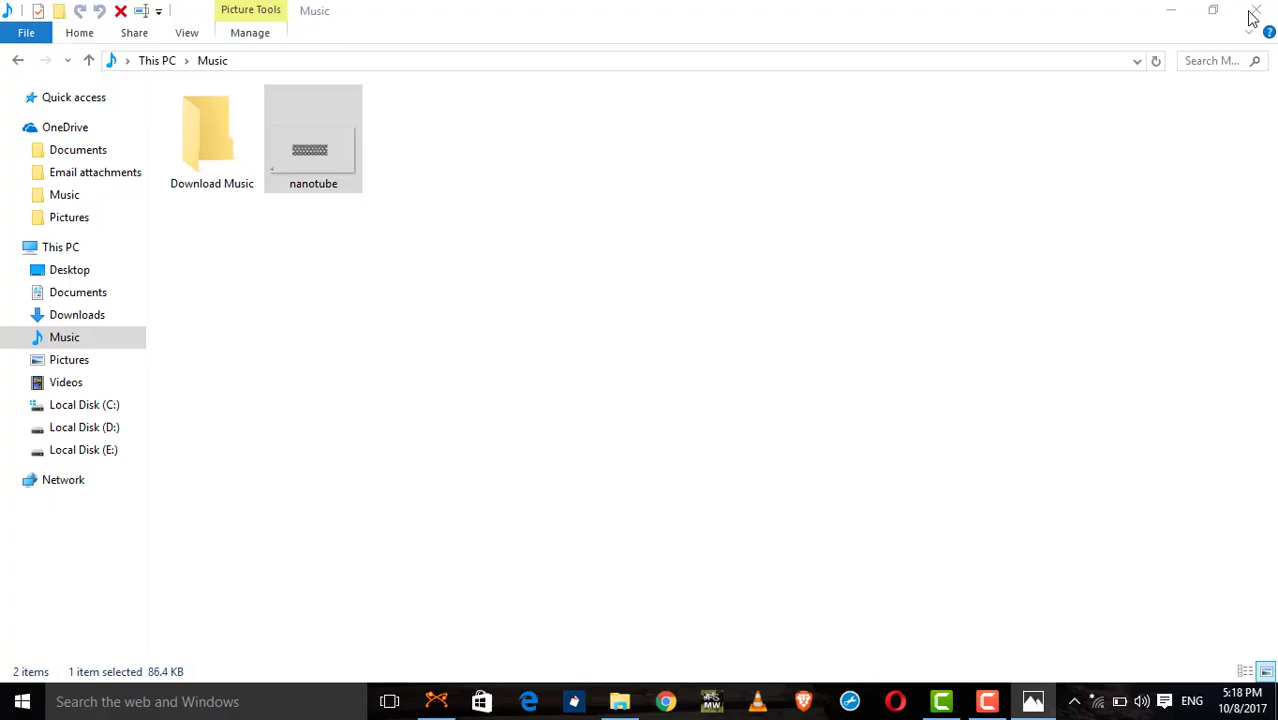 Picture Tools
Music
File
Home
Share
View
Manage
This PC
Music
Search M...
Quick access
OneDrive
Documents
Email attachments
Music
Pictures
This PC
Desktop
Documents
Downloads
Music
Pictures
Videos
Local Disk (C:)
Local Disk (D:)
Local Disk (E:)
Network
Download Music
nanotube
2 items
1 item selected 86.4 KB
Search the web and Windows
MW
ENG
5:18 PM
10/8/2017